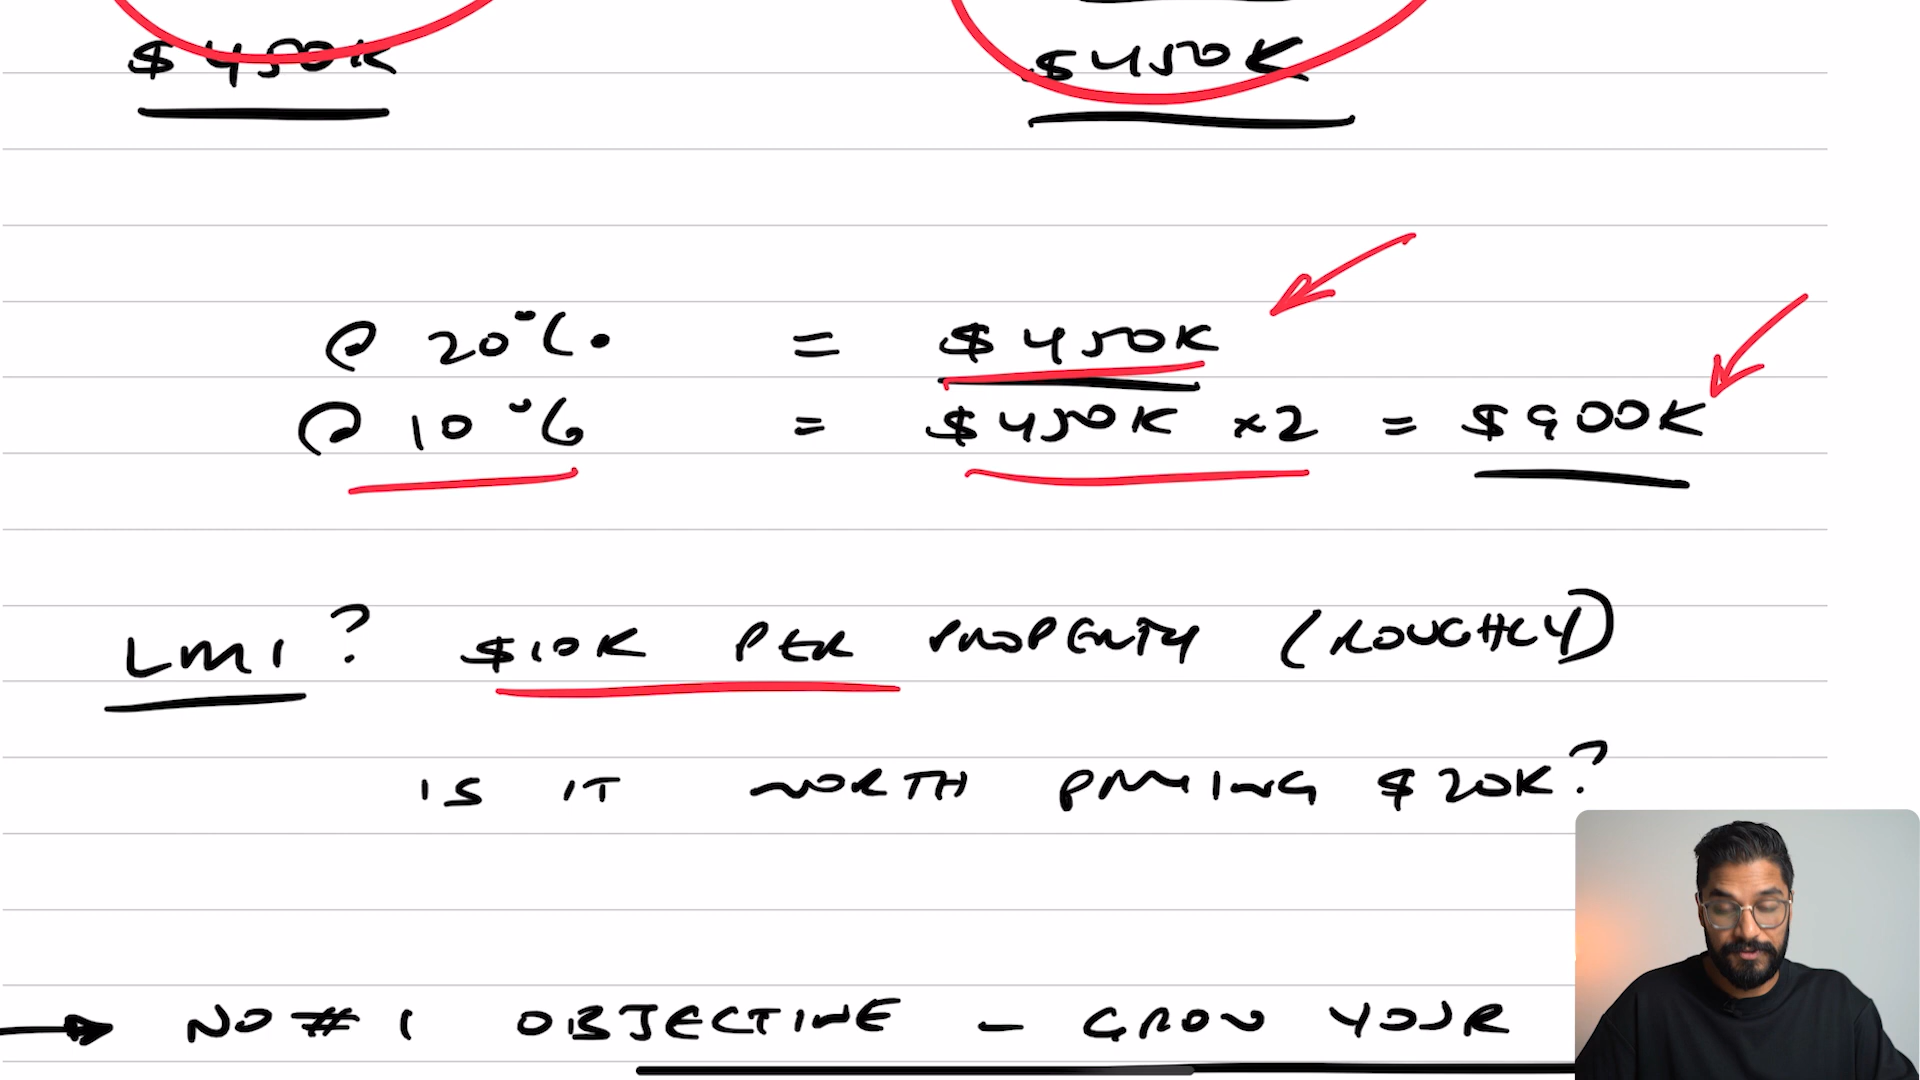 $450K $450K
@ 20% = $450K
@ 10% = $450K x2 = $900K
LMI? $10K PER PROPERTY (ROUGHLY)
IS IT WORTH PAYING $20K?
NO # 1 OBJECTIVE - GROW YOUR